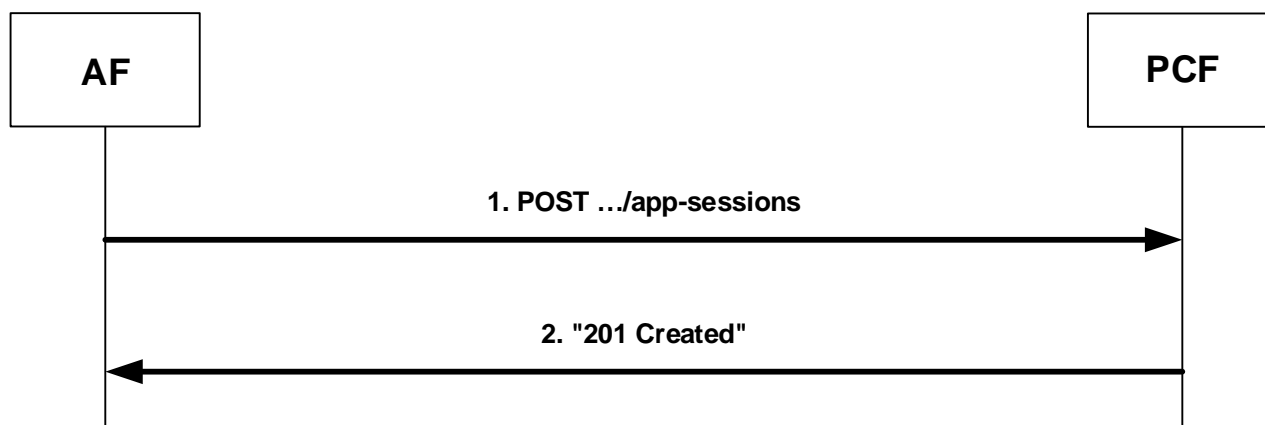 AF
PCF
1. POST …/app-sessions
2. "201 Created"